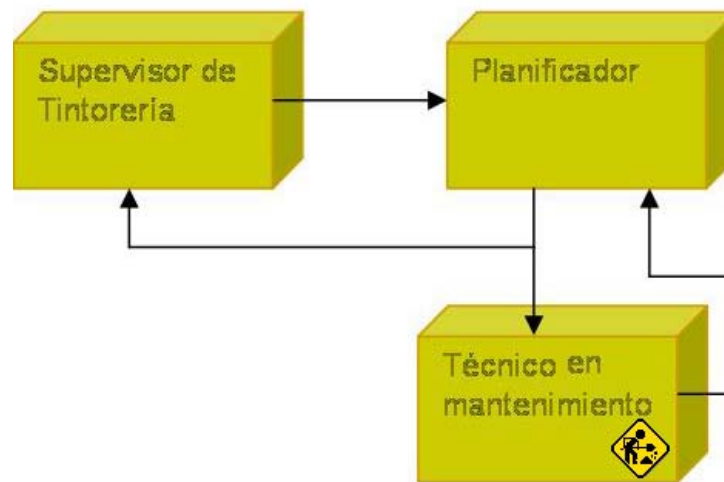 Supervisor de
Tintorería
Planificador
Técnico en
mantenimiento